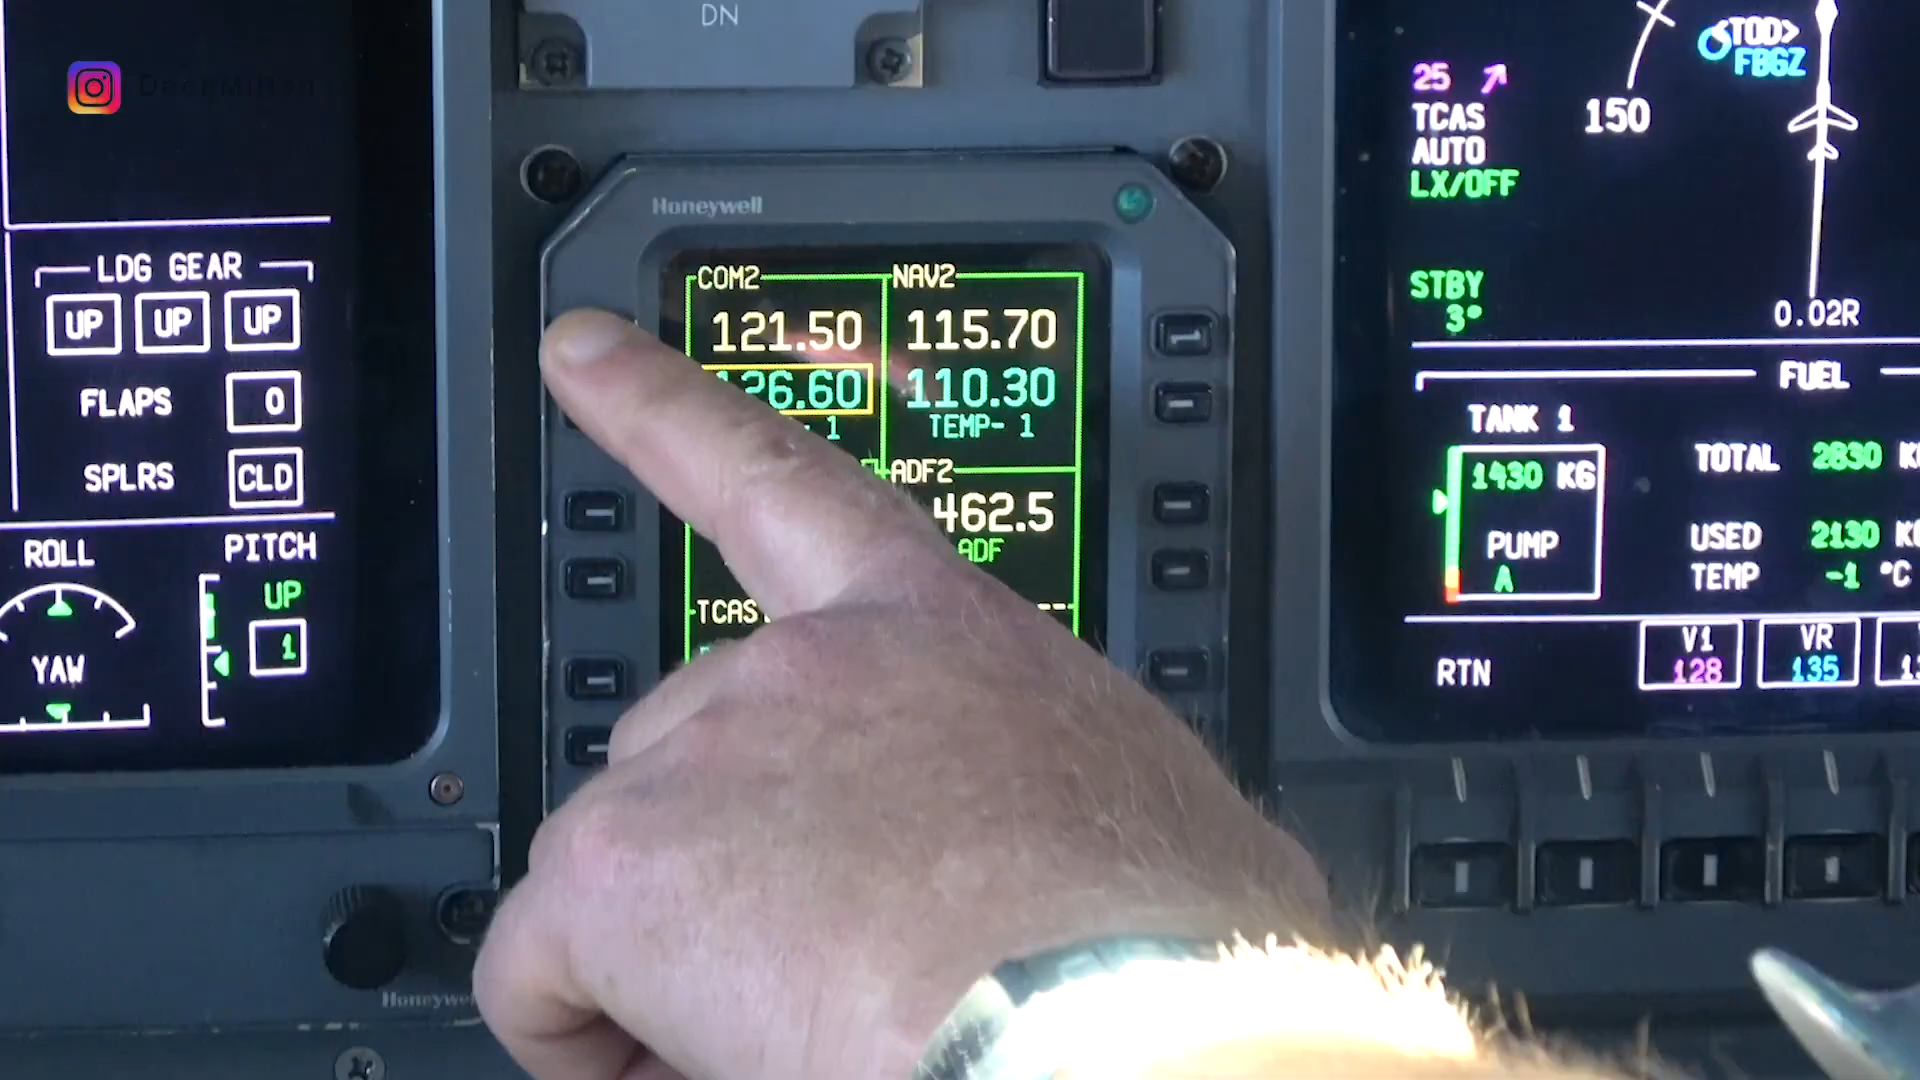 DN
Honeywell
LDG GEAR
UP UP UP
FLAPS 0
SPLRS CLD
ROLL PITCH
UP
1
YAW
Honeywell
COM2 NAV2
121.50 115.70
126.60 110.30
1 TEMP- 1
ADF2
462.5
ADF
TCAS
25
TCAS
AUTO
LX/OFF
STBY
3°
150
TOD>
FBGZ
0.02R
FUEL
TANK 1
1430 KG
PUMP
A
TOTAL 2830
USED 2130
TEMP -1 °C
RTN
V1 VR
128 135